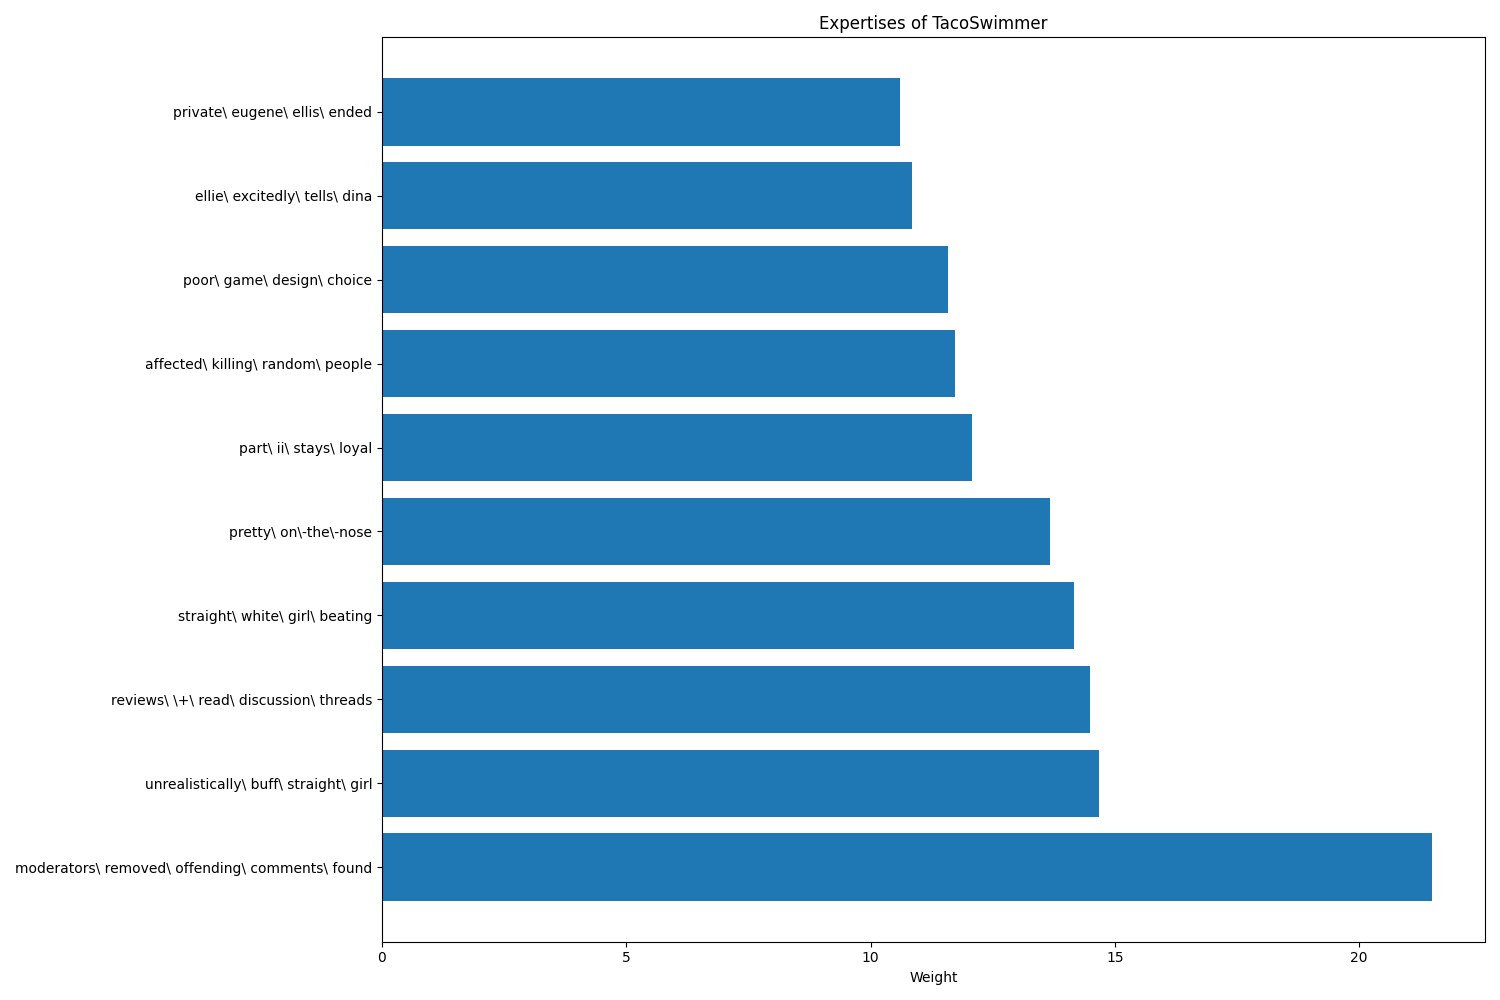 Expertises of TacoSwimmer
private\ eugene\ ellis\ ended
ellie\ excitedly\ tells\ dina
poor\ game\ design\ choice
affected\ killing\ random\ people
part\ ii\ stays\ loyal
pretty\ on\-the\-nose
straight\ white\ girl\ beating
reviews\ \+\ read\ discussion\ threads
unrealistically\ buff\ straight\ girl
moderators\ removed\ offending\ comments\ found
0 5 10 15 20
Weight